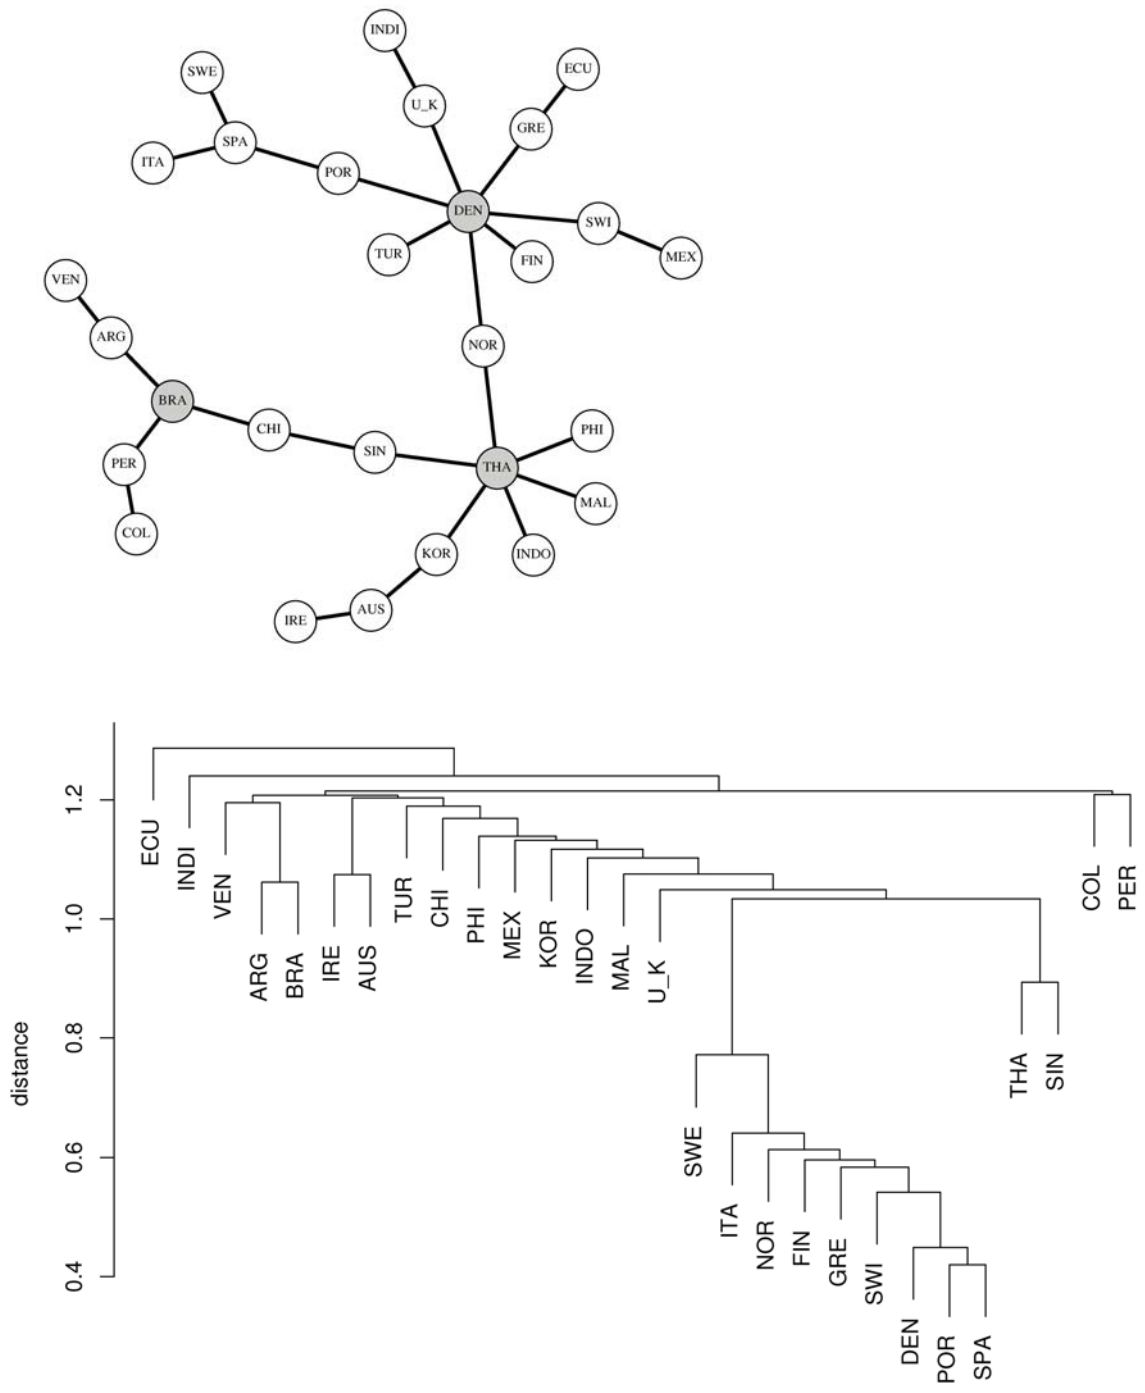 INDI
SWE
ECU
U_K
GRE
SPA
ITA
POR
DEN
SWI
TUR
FIN
MEX
VEN
ARG
NOR
BRA
CHI
PHI
SIN
PER
THA
MAL
COL
KOR
INDO
AUS
IRE
distance
1.2
1.0
0.8
0.6
0.4
ECU
INDI
VEN
ARG
BRA
IRE
AUS
TUR
CHI
PHI
MEX
KOR
INDO
MAL
U_K
SWE
ITA
NOR
FIN
GRE
SWI
DEN
POR
SPA
THA
SIN
COL
PER